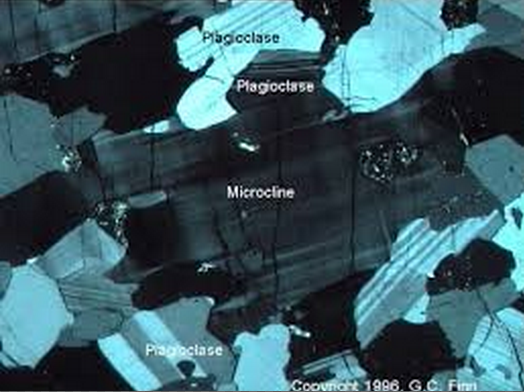 Plagioclase
Plagioclase
Microcline
Plagioclase
Copyright 1996, G.C. Finn